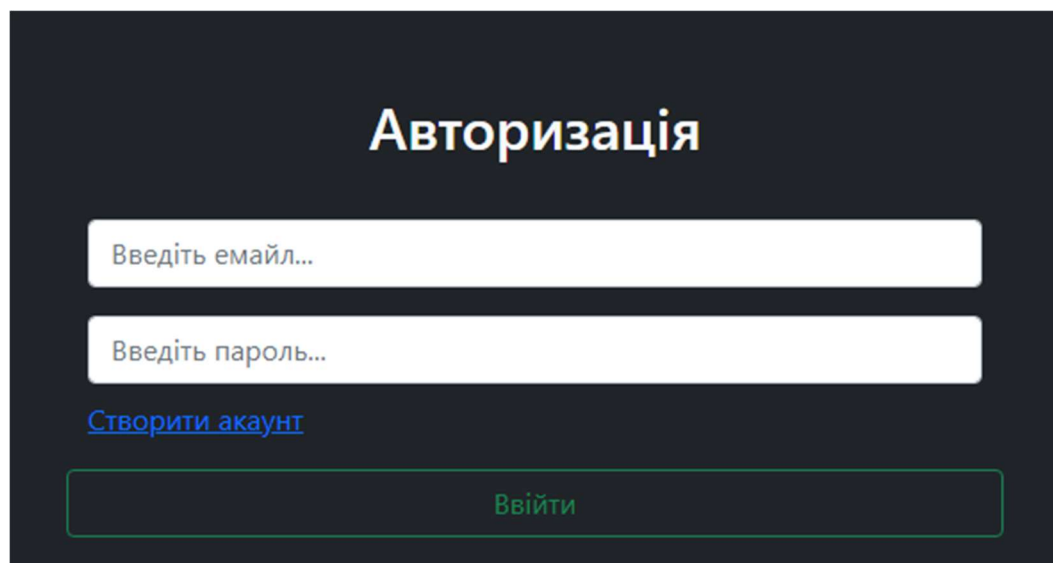 Авторизація
Введіть емайл...
Введіть пароль...
Створити акаунт
Ввійти